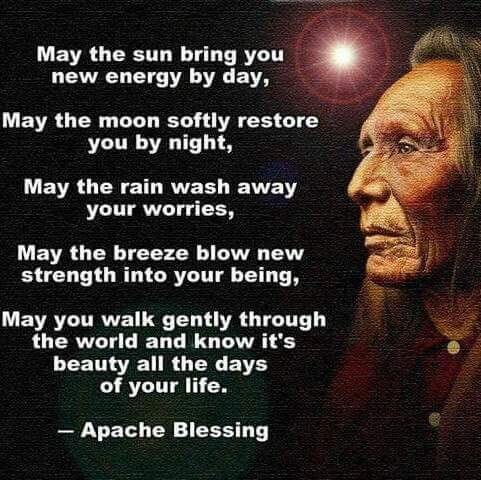 May the sun bring you
new energy by day,
May the moon softly restore
you by night,
May the rain wash away
your worries,
May the breeze blow new
strength into your being,
May you walk gently through
the world and know it's
beauty all the days
of your life.
— Apache Blessing